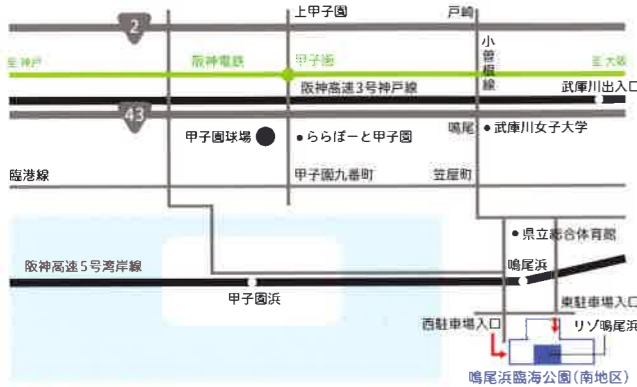 上甲子園
戸崎
2
小曽根線
至 神戸
阪神電鉄
甲子園
至 大阪
阪神高速3号神戸線
武庫川出入口
43
甲子園球場
ららぽーと甲子園
鳴尾
武庫川女子大学
臨港線
甲子園九番町
笠屋町
県立総合体育館
阪神高速5号湾岸線
鳴尾浜
甲子園浜
東駐車場入口
西駐車場入口
リゾ鳴尾浜
鳴尾浜臨海公園(南地区)